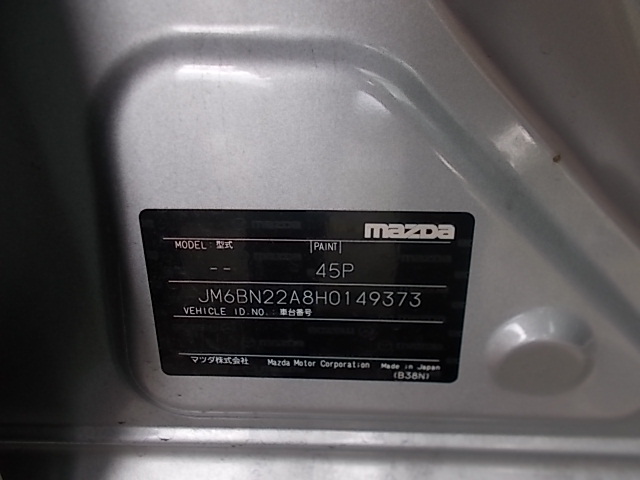 mazda
MODEL: 型式 |PAINT|
-- 45P
JM6BN22A8H0149373
VEHICLE ID.NO.: 車台番号
マツダ株式会社 Mazda Motor Corporation Made in Japan
(B38N)